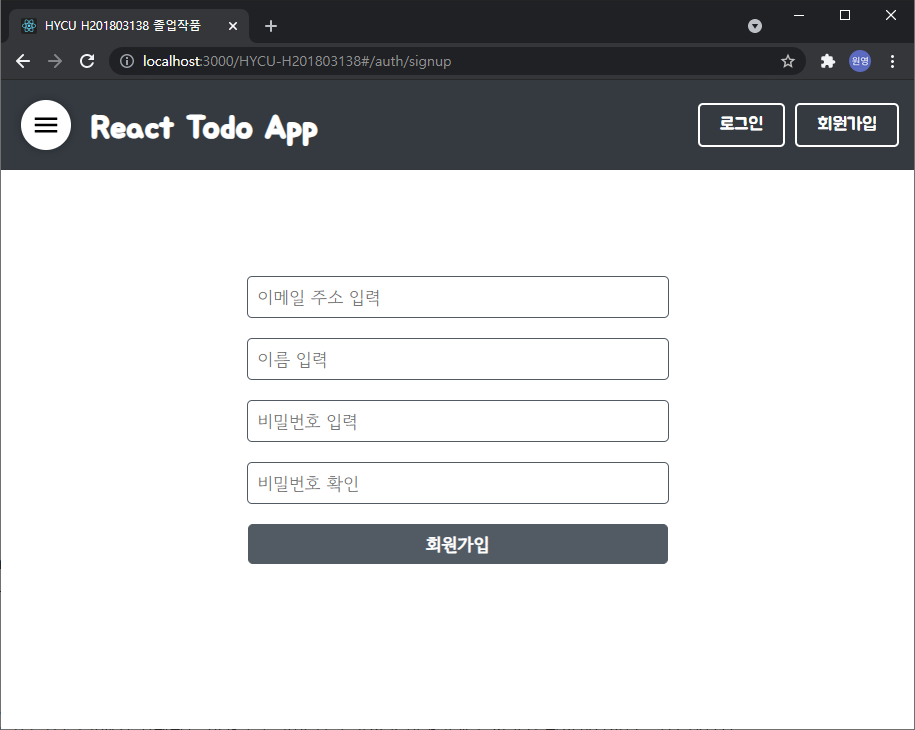 HYCU H201803138 졸업작품
localhost:3000/HYCU-H201803138#/auth/signup
원영
React Todo App
로그인
회원가입
이메일 주소 입력
이름 입력
비밀번호 입력
비밀번호 확인
회원가입